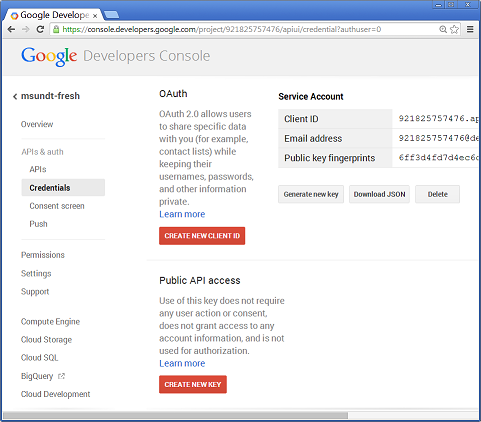 Google Develope
https://console.developers.google.com/project/921825757476/apiui/credential?authuser=0
Google Developers Console
msundt-fresh
Overview
APIs & auth
APIs
Credentials
Consent screen
Push
Permissions
Settings
Support
Compute Engine
Cloud Storage
Cloud SQL
BigQuery
Cloud Development
OAuth
OAuth 2.0 allows users
to share specific data
with you (for example,
contact lists) while
keeping their
usernames, passwords,
and other information
private.
Learn more
CREATE NEW CLIENT ID
Service Account
Client ID 921825757476.ap
Email address 921825757476@de
Public key fingerprints 6ff3d4fd7d4ec6d
Generate new key Download JSON Delete
Public API access
Use of this key does not require
any user action or consent,
does not grant access to any
account information, and is not
used for authorization.
Learn more
CREATE NEW KEY